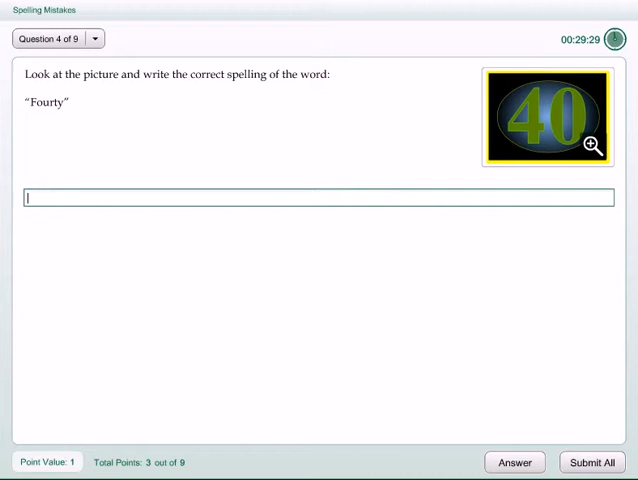 Spelling Mistakes
Question 4 of 9
00:29:29
Look at the picture and write the correct spelling of the word:
“Fourty”
40
Point Value: 1 Total Points: 3 out of 9 Answer Submit All